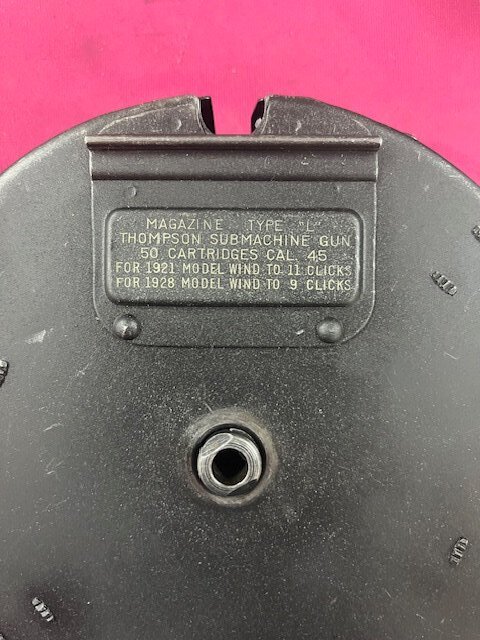 MAGAZINE TYPE "L"
THOMPSON SUBMACHINE GUN
50 CARTRIDGES CAL. 45
FOR 1921 MODEL WIND TO 11 CLICKS
FOR 1928 MODEL WIND TO 9 CLICKS